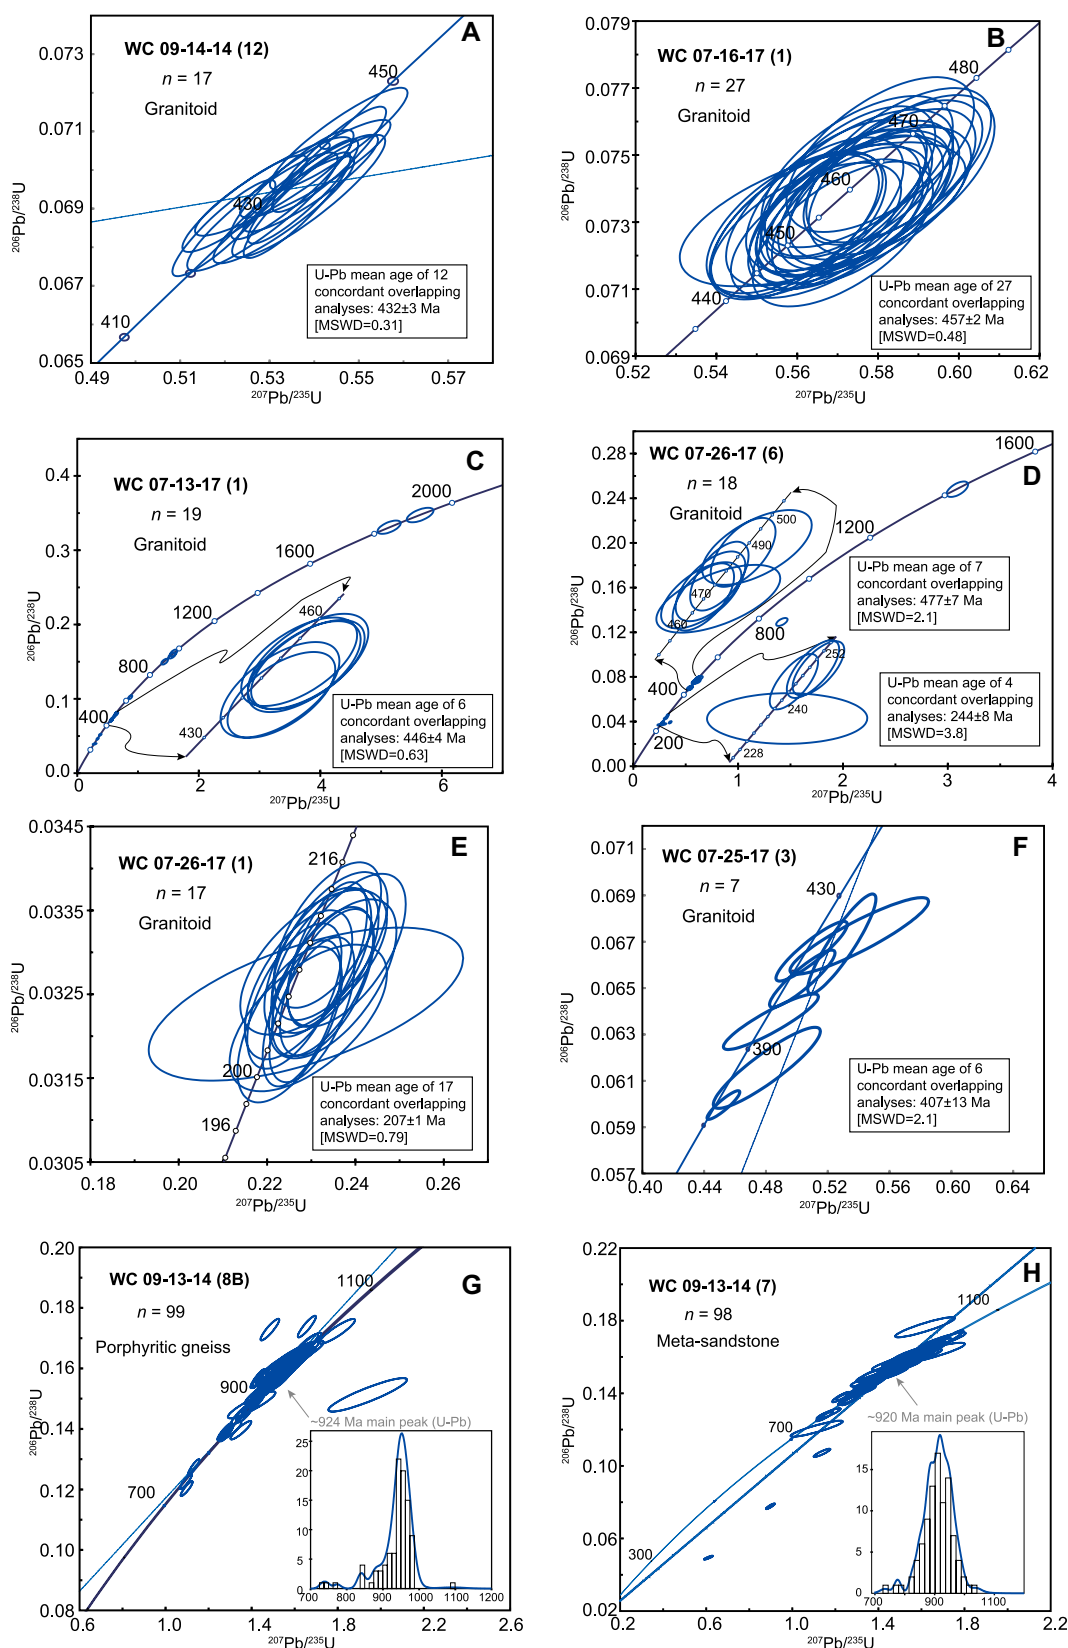 A
WC 09-14-14 (12)
n = 17
Granitoid
450
430
410
U-Pb mean age of 12
concordant overlapping
analyses: 432±3 Ma
[MSWD=0.31]
0.073
0.071
0.069
0.067
0.065
0.49 0.51 0.53 0.55 0.57
206Pb/238U
207Pb/235U
B
WC 07-16-17 (1)
n = 27
Granitoid
480
470
460
450
440
U-Pb mean age of 27
concordant overlapping
analyses: 457±2 Ma
[MSWD=0.48]
0.079
0.077
0.075
0.073
0.071
0.069
0.52 0.54 0.56 0.58 0.60 0.62
206Pb/238U
207Pb/235U
C
WC 07-13-17 (1)
n = 19
Granitoid
2000
1600
1200
800
400
460
430
U-Pb mean age of 6
concordant overlapping
analyses: 446±4 Ma
[MSWD=0.63]
0.4
0.3
0.2
0.1
0.0
0 2 4 6
206Pb/238U
207Pb/235U
D
WC 07-26-17 (6)
n = 18
Granitoid
1600
1200
800
400
200
500
490
470
460
252
240
228
U-Pb mean age of 7
concordant overlapping
analyses: 477±7 Ma
[MSWD=2.1]
U-Pb mean age of 4
concordant overlapping
analyses: 244±8 Ma
[MSWD=3.8]
0.28
0.24
0.20
0.16
0.12
0.08
0.04
0.00
0 1 2 3 4
206Pb/238U
207Pb/235U
E
WC 07-26-17 (1)
n = 17
Granitoid
216
200
196
U-Pb mean age of 17
concordant overlapping
analyses: 207±1 Ma
[MSWD=0.79]
0.0345
0.0335
0.0325
0.0315
0.0305
0.18 0.20 0.22 0.24 0.26
206Pb/238U
207Pb/235U
F
WC 07-25-17 (3)
n = 7
Granitoid
430
390
U-Pb mean age of 6
concordant overlapping
analyses: 407±13 Ma
[MSWD=2.1]
0.071
0.069
0.067
0.065
0.063
0.061
0.059
0.057
0.40 0.44 0.48 0.52 0.56 0.60 0.64
206Pb/238U
207Pb/235U
G
WC 09-13-14 (8B)
n = 99
Porphyritic gneiss
1100
900
700
~924 Ma main peak (U-Pb)
25
20
15
10
5
0
700 800 900 1000 1100 1200
0.20
0.18
0.16
0.14
0.12
0.10
0.08
0.6 1.0 1.4 1.8 2.2 2.6
206Pb/238U
207Pb/235U
H
WC 09-13-14 (7)
n = 98
Meta-sandstone
1100
700
300
~920 Ma main peak (U-Pb)
15
10
5
0
700 900 1100
0.22
0.18
0.14
0.10
0.06
0.02
0.2 0.6 1.0 1.4 1.8 2.2
206Pb/238U
207Pb/235U